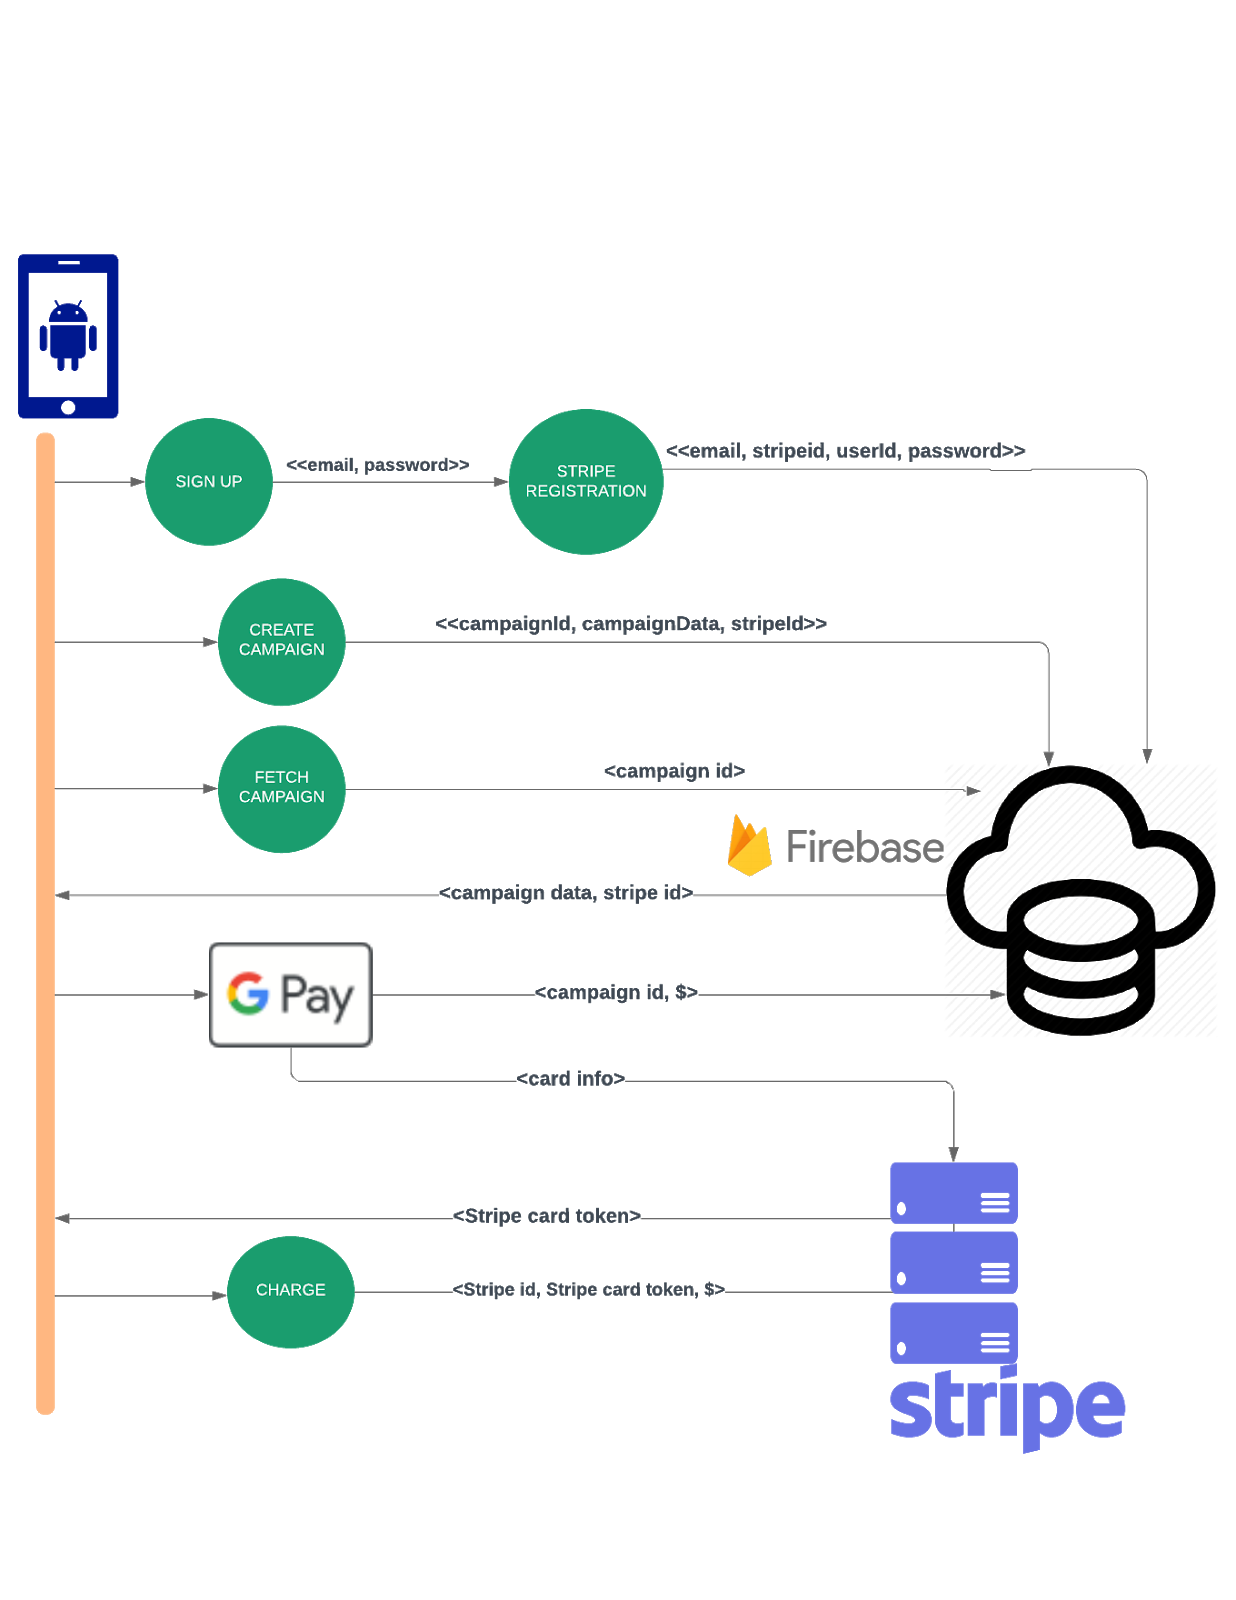 SIGN UP
<<email, password>>
STRIPE
REGISTRATION
<<email, stripeid, userId, password>>
CREATE
CAMPAIGN
<<campaignId, campaignData, stripeId>>
FETCH
CAMPAIGN
<campaign id>
Firebase
<campaign data, stripe id>
G Pay
<campaign id, $>
<card info>
<Stripe card token>
CHARGE
<Stripe id, Stripe card token, $>
stripe